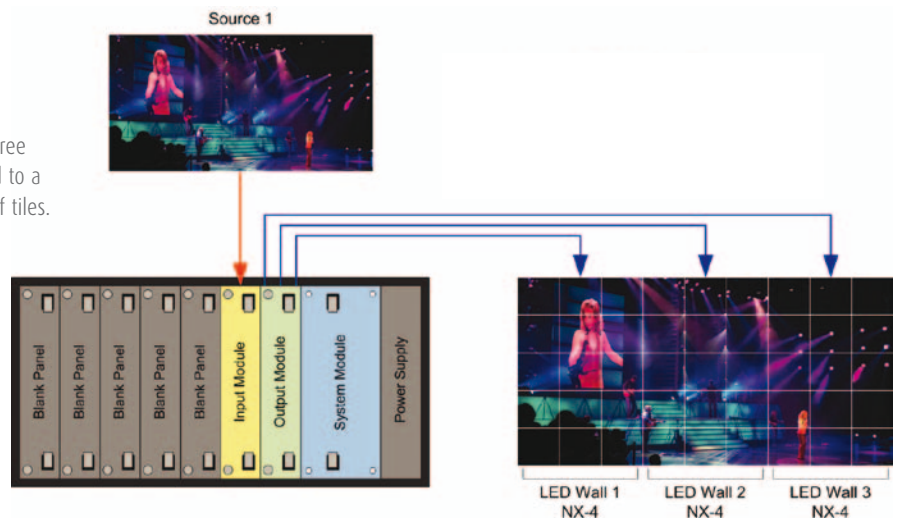 Source 1
ree
l to a
f tiles.
Blank Panel
Blank Panel
Blank Panel
Blank Panel
Blank Panel
Input Module
Output Module
System Module
Power Supply
LED Wall 1
NX-4
LED Wall 2
NX-4
LED Wall 3
NX-4